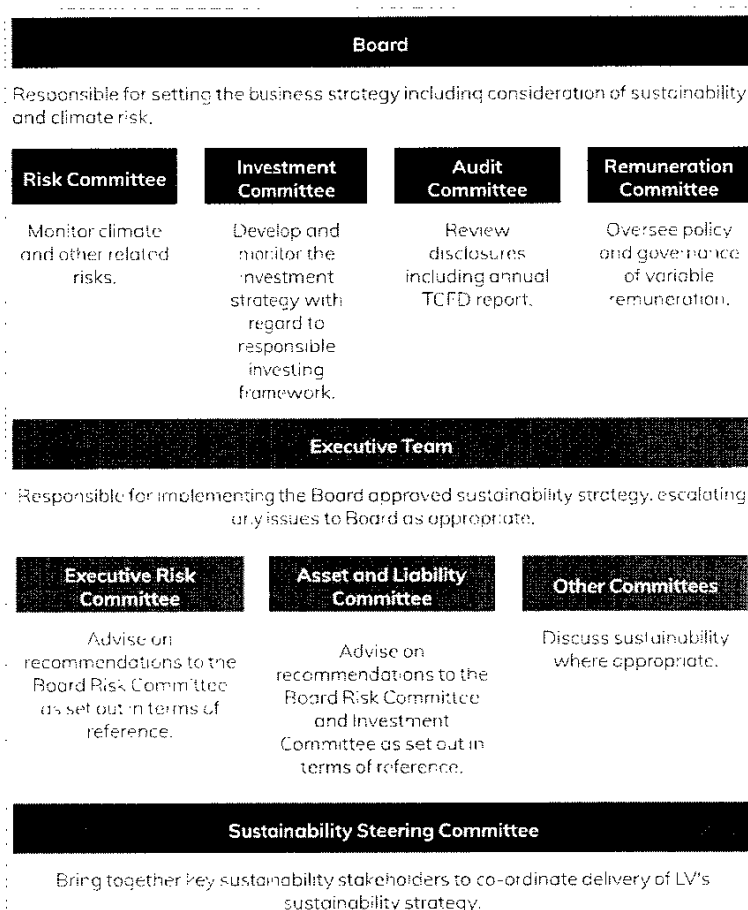 Board
Responsible for setting the business strategy including consideration of sustainability
and climate risk.
Risk Committee
Monitor climate
and other related
risks.
Investment
Committee
Develop and
monitor the
investment
strategy with
regard to
responsible
investing
framework.
Audit
Committee
Review
disclosures
including annual
TCFD report.
Remuneration
Committee
Oversee policy
and governance
of variable
remuneration.
Executive Team
Responsible for implementing the Board approved sustainability strategy, escalating
any issues to Board as appropriate.
Executive Risk
Committee
Advise on
recommendations to the
Board Risk Committee
as set out in terms of
reference.
Asset and Liability
Committee
Advise on
recommendations to the
Board Risk Committee
and Investment
Committee as set out in
terms of reference.
Other Committees
Discuss sustainability
where appropriate.
Sustainability Steering Committee
Bring together key sustainability stakeholders to co-ordinate delivery of LV's
sustainability strategy.